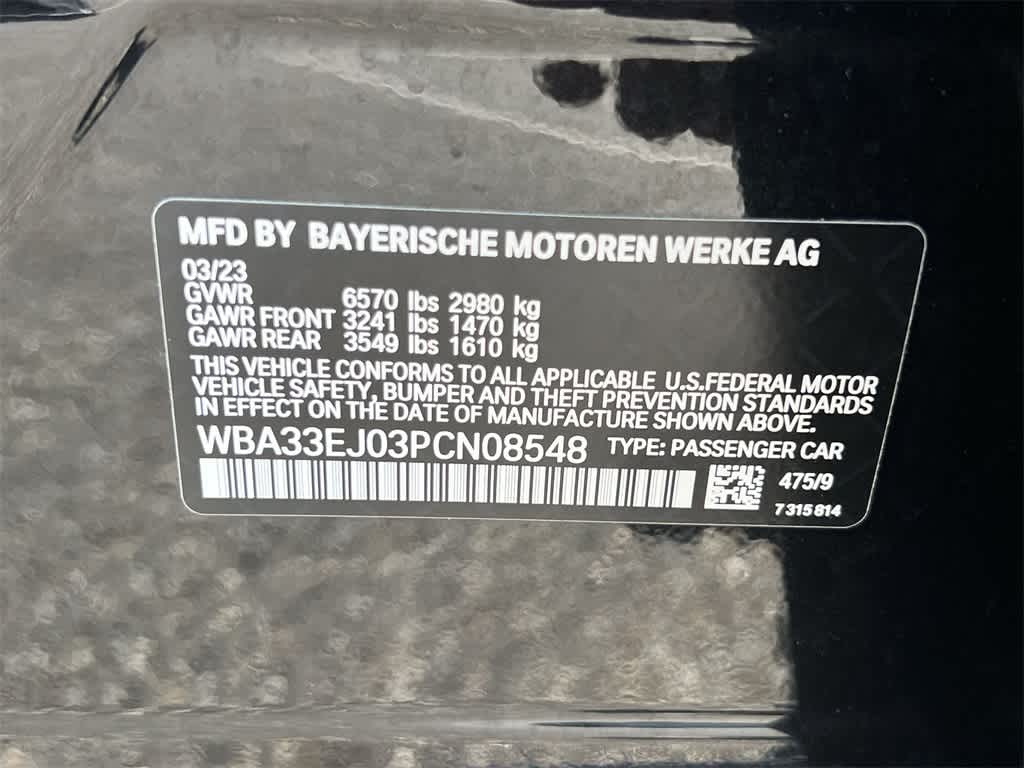 MFD BY BAYERISCHE MOTOREN WERKE AG
03/23
GVWR 6570 lbs 2980 kg
GAWR FRONT 3241 lbs 1470 kg
GAWR REAR 3549 lbs 1610 kg
THIS VEHICLE CONFORMS TO ALL APPLICABLE U.S.FEDERAL MOTOR
VEHICLE SAFETY, BUMPER AND THEFT PREVENTION STANDARDS
IN EFFECT ON THE DATE OF MANUFACTURE SHOWN ABOVE.
WBA33EJ03PCN08548 TYPE: PASSENGER CAR
475/9
7 315 814